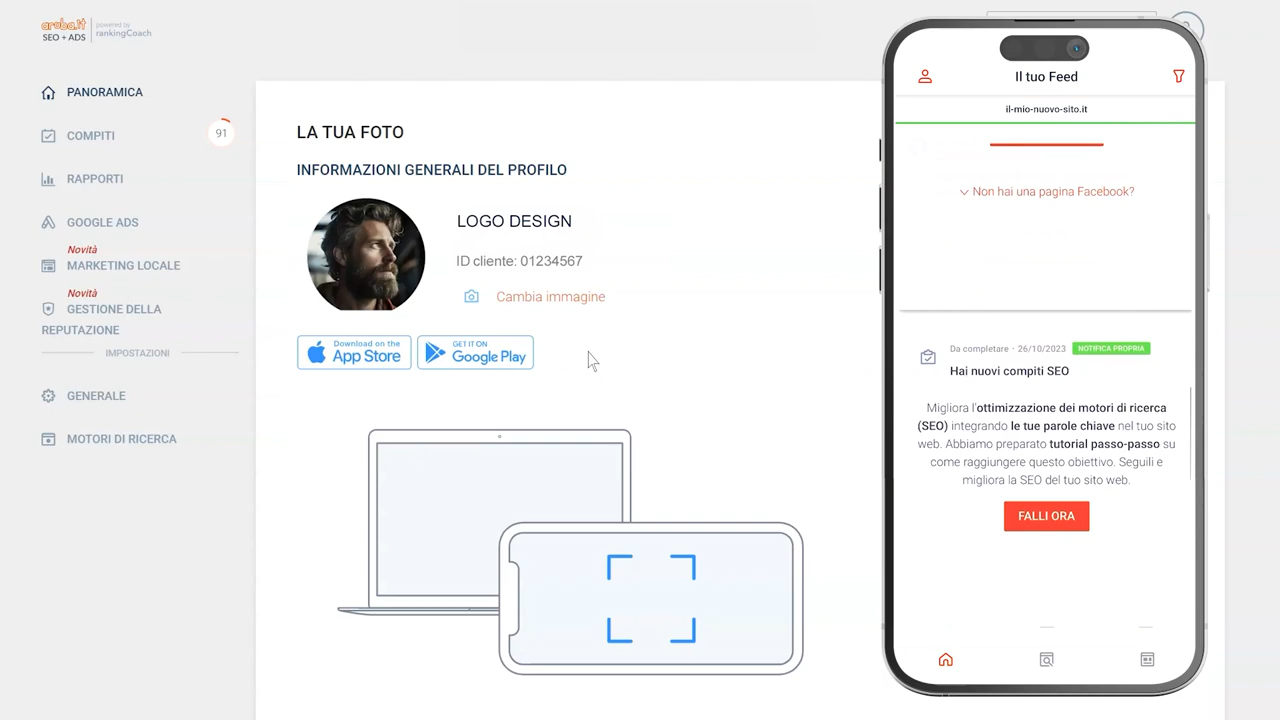 aruba.it
SEO + ADS
powered by
rankingCoach
PANORAMICA
COMPITI
91
RAPPORTI
GOOGLE ADS
Novità
MARKETING LOCALE
Novità
GESTIONE DELLA
REPUTAZIONE
IMPOSTAZIONI
GENERALE
MOTORI DI RICERCA
LA TUA FOTO
INFORMAZIONI GENERALI DEL PROFILO
LOGO DESIGN
ID cliente: 01234567
Cambia immagine
Download on the
App Store
GET IT ON
Google Play
Il tuo Feed
il-mio-nuovo-sito.it
Non hai una pagina Facebook?
Da completare · 26/10/2023 NOTIFICA PROPRIA
Hai nuovi compiti SEO
Migliora l'ottimizzazione dei motori di ricerca
(SEO) integrando le tue parole chiave nel tuo sito
web. Abbiamo preparato tutorial passo-passo su
come raggiungere questo obiettivo. Seguili e
migliora la SEO del tuo sito web.
FALLI ORA